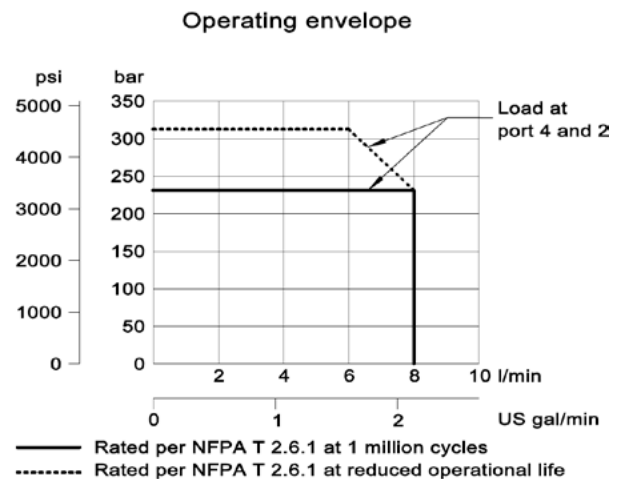 Operating envelope
psi
bar
5000
4000
3000
2000
1000
0
350
300
250
200
150
100
50
0
Load at
port 4 and 2
2 4 6 8 10 l/min
0 1 2 US gal/min
Rated per NFPA T 2.6.1 at 1 million cycles
Rated per NFPA T 2.6.1 at reduced operational life